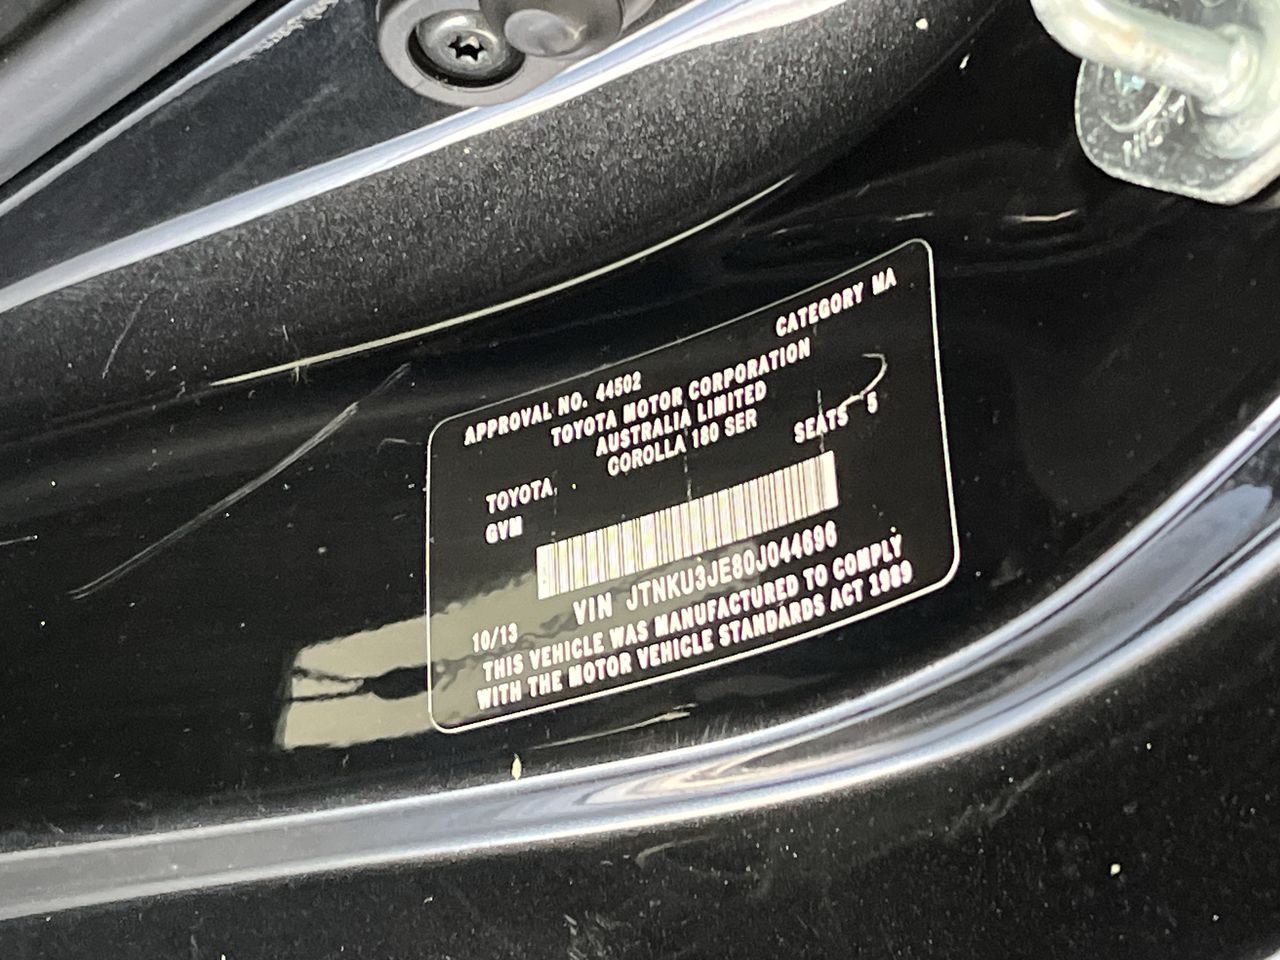 APPROVAL NO. 44502 CATEGORY MA
TOYOTA MOTOR CORPORATION
AUSTRALIA LIMITED
COROLLA 180 SER
TOYOTA SEATS 5
GVM
VIN JTNKU3JE80J044696
10/13
THIS VEHICLE WAS MANUFACTURED TO COMPLY
WITH THE MOTOR VEHICLE STANDARDS ACT 1989